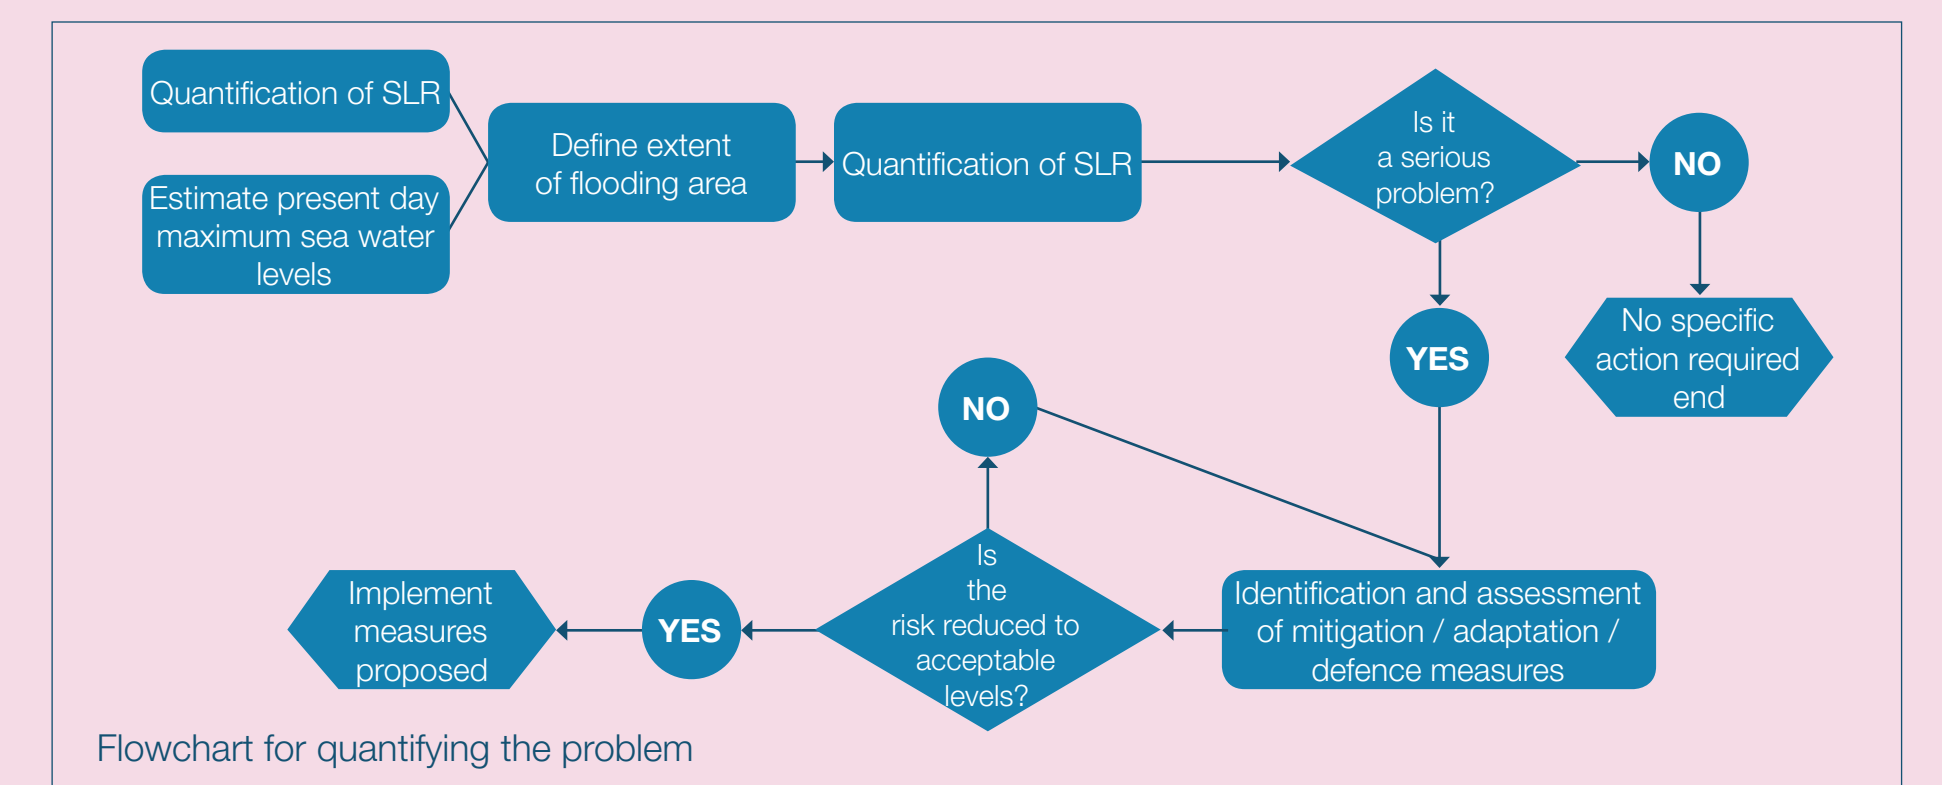 Quantification of SLR
Estimate present day
maximum sea water
levels
Define extent
of flooding area
Quantification of SLR
Is it
a serious
problem?
NO
No specific
action required
end
YES
Identification and assessment
of mitigation / adaptation /
defence measures
Is
the
risk reduced to
acceptable
levels?
NO
YES
Implement
measures
proposed
Flowchart for quantifying the problem